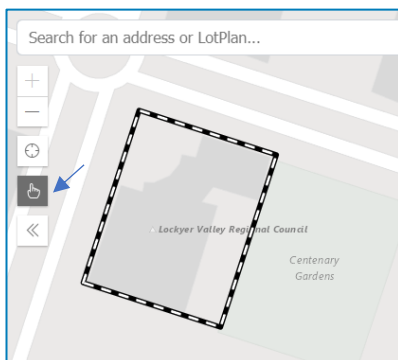 Search for an address or LotPlan...
Lockyer Valley Regional Council
Centenary
Gardens